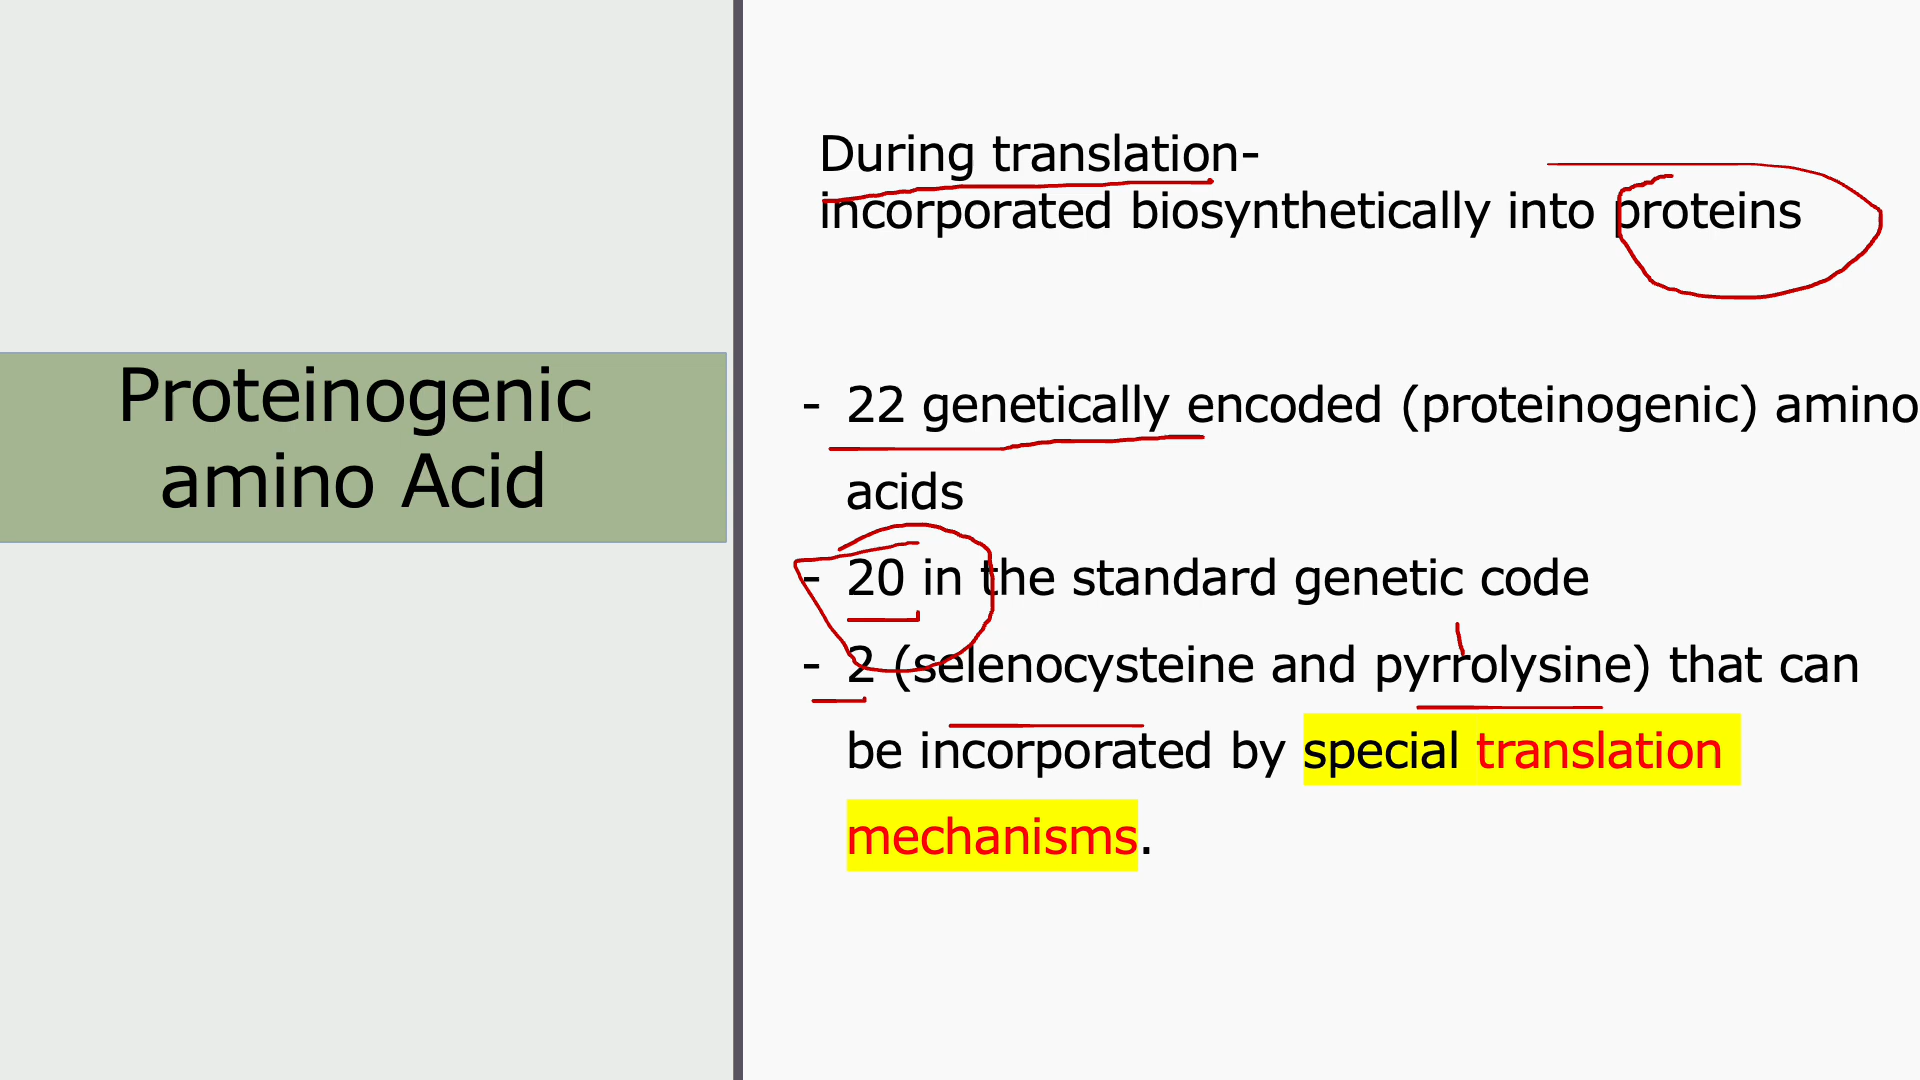 Proteinogenic
amino Acid
During translation-
incorporated biosynthetically into proteins
- 22 genetically encoded (proteinogenic) amino
acids
- 20 in the standard genetic code
- 2 (selenocysteine and pyrrolysine) that can
be incorporated by special translation
mechanisms.